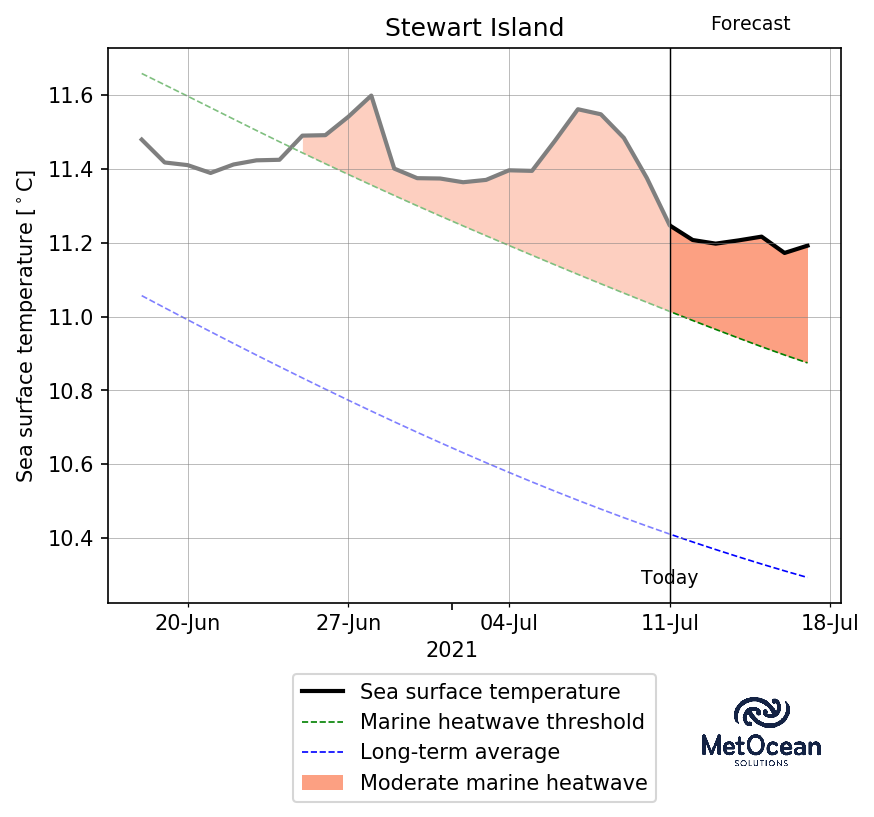 Stewart Island
Forecast
Sea surface temperature [°C]
11.6
11.4
11.2
11.0
10.8
10.6
10.4
Today
20-Jun
27-Jun
04-Jul
11-Jul
18-Jul
2021
Sea surface temperature
Marine heatwave threshold
Long-term average
Moderate marine heatwave
MetOcean
SOLUTIONS